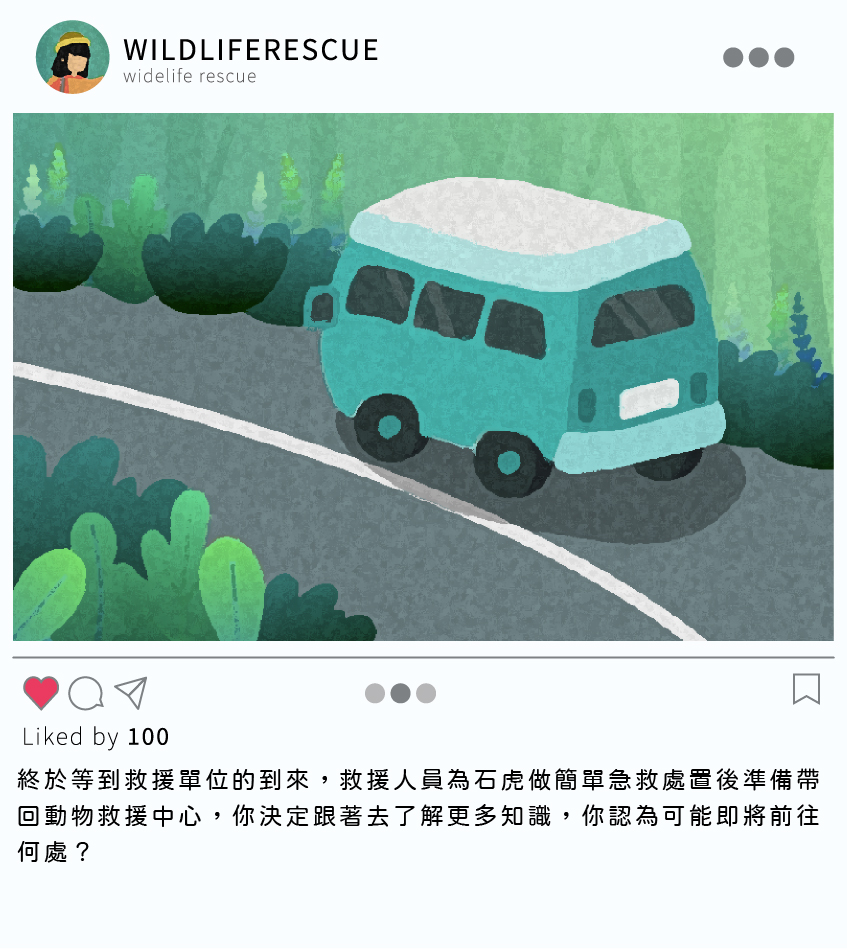 WILDLIFERESCUE
widelife rescue
Liked by 100
終於等到救援單位的到來，救援人員為石虎做簡單急救處置後準備帶
回動物救援中心，你決定跟著去了解更多知識，你認為可能即將前往
何處？